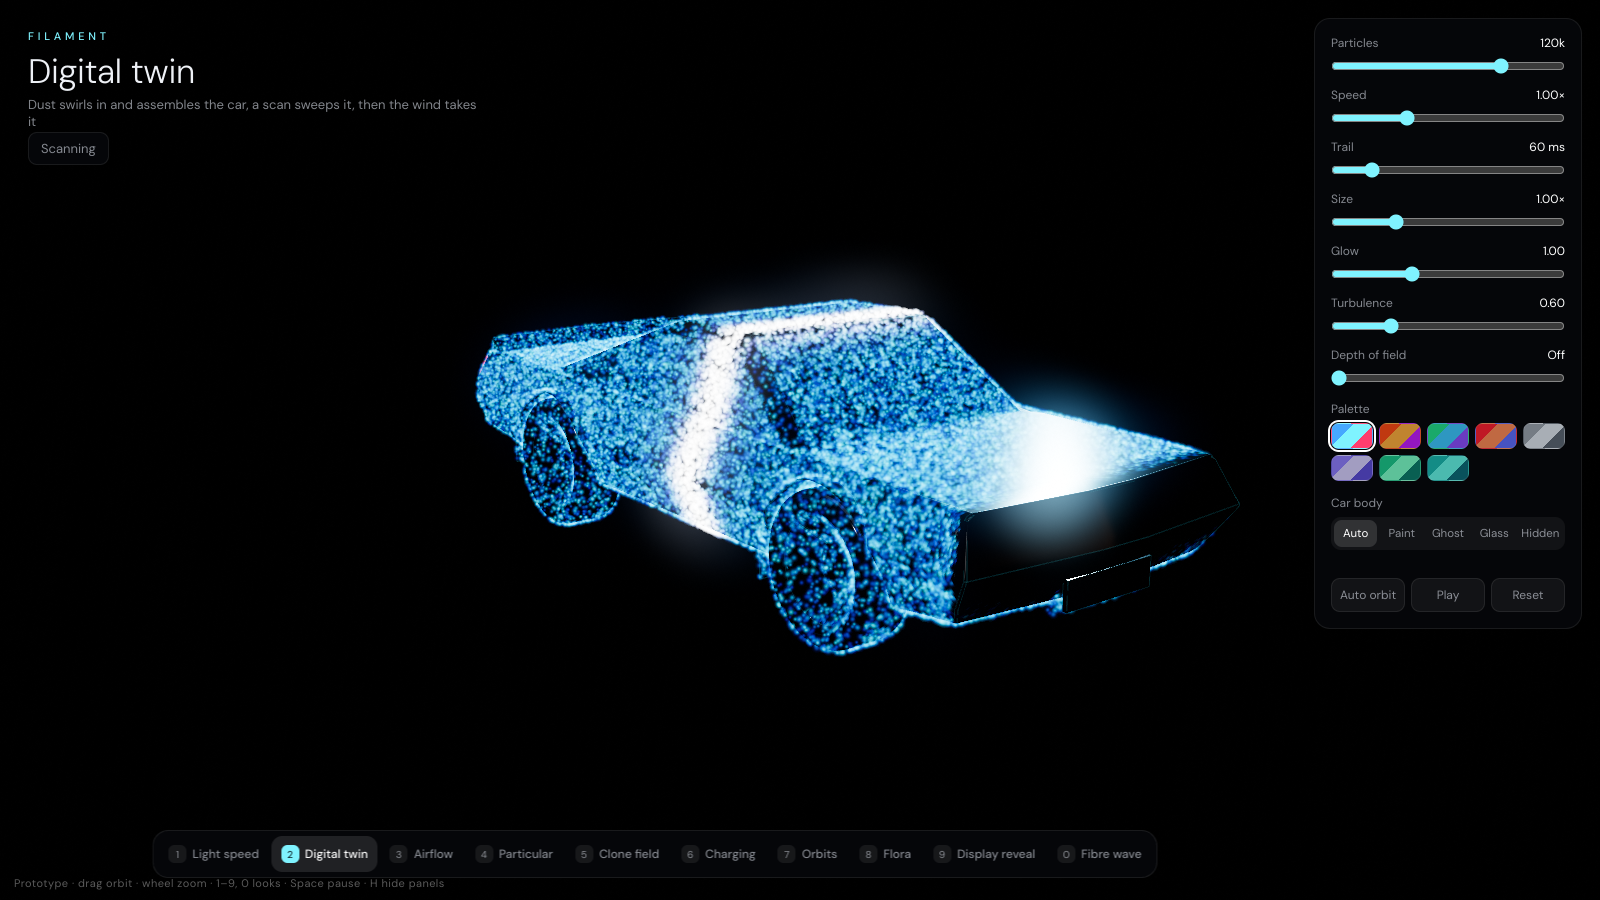 FILAMENT
Digital twin
Dust swirls in and assembles the car, a scan sweeps it, then the wind takes
it
Scanning
Particles 120k
Speed 1.00×
Trail 60 ms
Size 1.00×
Glow 1.00
Turbulence 0.60
Depth of field Off
Palette
Car body
Auto Paint Ghost Glass Hidden
Auto orbit Play Reset
1 Light speed 2 Digital twin 3 Airflow 4 Particular 5 Clone field 6 Charging 7 Orbits 8 Flora 9 Display reveal 0 Fibre wave
Prototype · drag orbit · wheel zoom · 1–9, 0 looks · Space pause · H hide panels